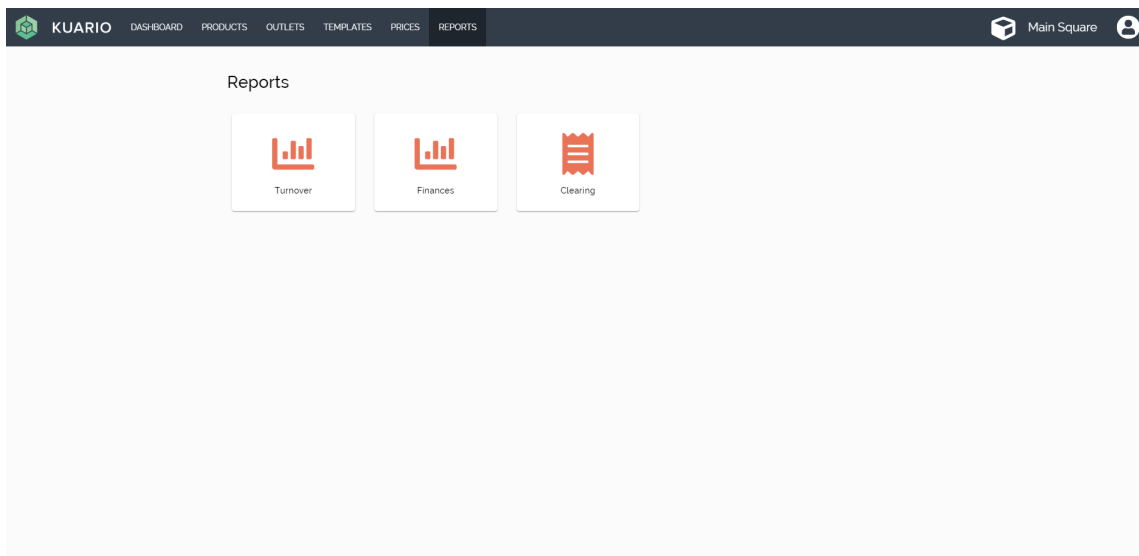 KUARIO DASHBOARD PRODUCTS OUTLETS TEMPLATES PRICES REPORTS Main Square
Reports
Turnover Finances Clearing